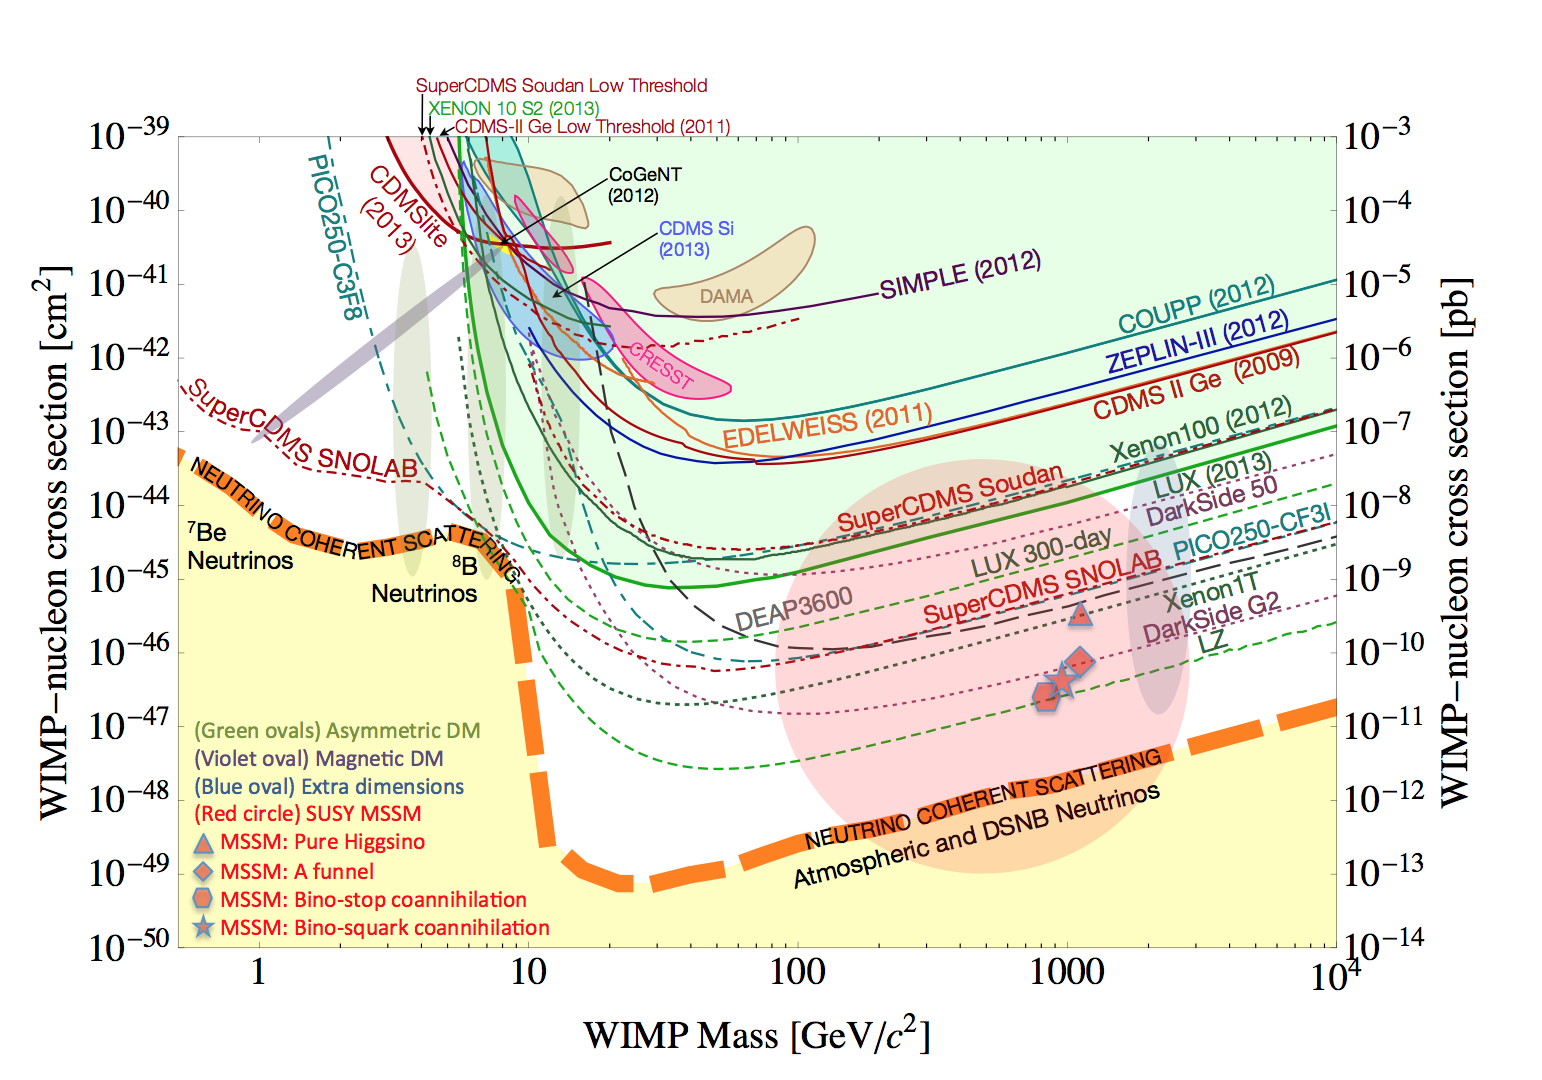 SuperCDMS Soudan Low Threshold
XENON 10 S2 (2013)
CDMS-II Ge Low Threshold (2011)
10−39
10−40
10−41
10−42
10−43
10−44
10−45
10−46
10−47
10−48
10−49
10−50
WIMP−nucleon cross section [cm2]
10−3
10−4
10−5
10−6
10−7
10−8
10−9
10−10
10−11
10−12
10−13
10−14
WIMP−nucleon cross section [pb]
PICO250-C3F8
CDMSlite
(2013)
CoGeNT
(2012)
CDMS Si
(2013)
DAMA
SIMPLE (2012)
COUPP (2012)
ZEPLIN-III (2012)
CRESST
CDMS II Ge (2009)
EDELWEISS (2011)
Xenon100 (2012)
SuperCDMS SNOLAB
LUX (2013)
SuperCDMS Soudan
DarkSide 50
NEUTRINO COHERENT SCATTERING
7Be
Neutrinos
8B
Neutrinos
PICO250-CF3I
LUX 300-day
SuperCDMS SNOLAB
DEAP3600
Xenon1T
DarkSide G2
LZ
(Green ovals) Asymmetric DM
(Violet oval) Magnetic DM
(Blue oval) Extra dimensions
(Red circle) SUSY MSSM
MSSM: Pure Higgsino
MSSM: A funnel
MSSM: Bino-stop coannihilation
MSSM: Bino-squark coannihilation
NEUTRINO COHERENT SCATTERING
Atmospheric and DSNB Neutrinos
1
10
100
1000
104
WIMP Mass [GeV/c2]